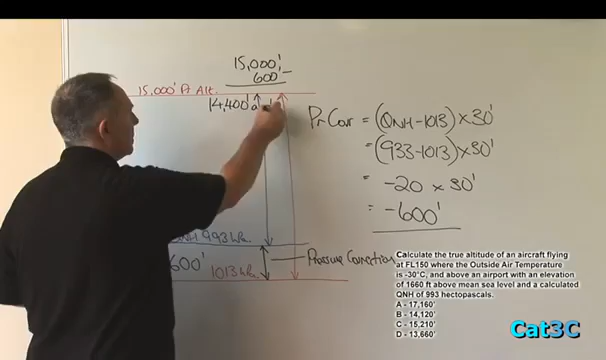 15,000'
600' –
15,000' Ft Alt.
14,400'
Pr Corr = (QNH-1013) x 30'
= (933-1013) x 30'
= -20 x 30'
= -600'
QNH 993 hPa.
600'
1013 hPa.
Pressure Correction
Calculate the true altitude of an aircraft flying
at FL150 where the Outside Air Temperature
is -30°C, and above an airport with an elevation
of 1660 ft above mean sea level and a calculated
QNH of 993 hectopascals.
A - 17,160'
B - 14,120'
C - 15,210'
D - 13,660'
Cat3C